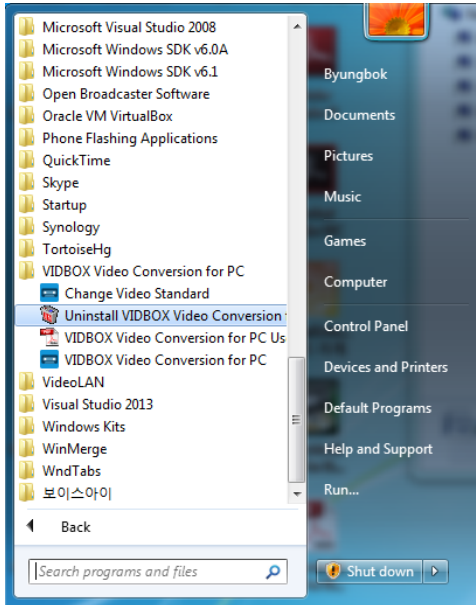 Microsoft Visual Studio 2008
Microsoft Windows SDK v6.0A
Microsoft Windows SDK v6.1
Open Broadcaster Software
Oracle VM VirtualBox
Phone Flashing Applications
QuickTime
Skype
Startup
Synology
TortoiseHg
VIDBOX Video Conversion for PC
Change Video Standard
Uninstall VIDBOX Video Conversion
VIDBOX Video Conversion for PC Us
VIDBOX Video Conversion for PC
VideoLAN
Visual Studio 2013
Windows Kits
WinMerge
WndTabs
보이스아이
Back
Search programs and files
Byungbok
Documents
Pictures
Music
Games
Computer
Control Panel
Devices and Printers
Default Programs
Help and Support
Run...
Shut down